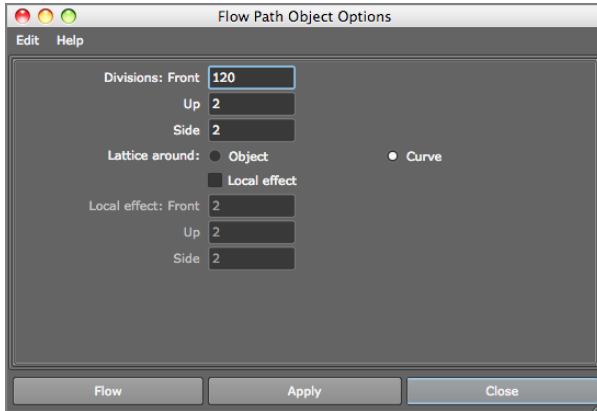 Flow Path Object Options
Edit Help
Divisions: Front 120
Up 2
Side 2
Lattice around: Object Curve
Local effect
Local effect: Front 2
Up 2
Side 2
Flow Apply Close